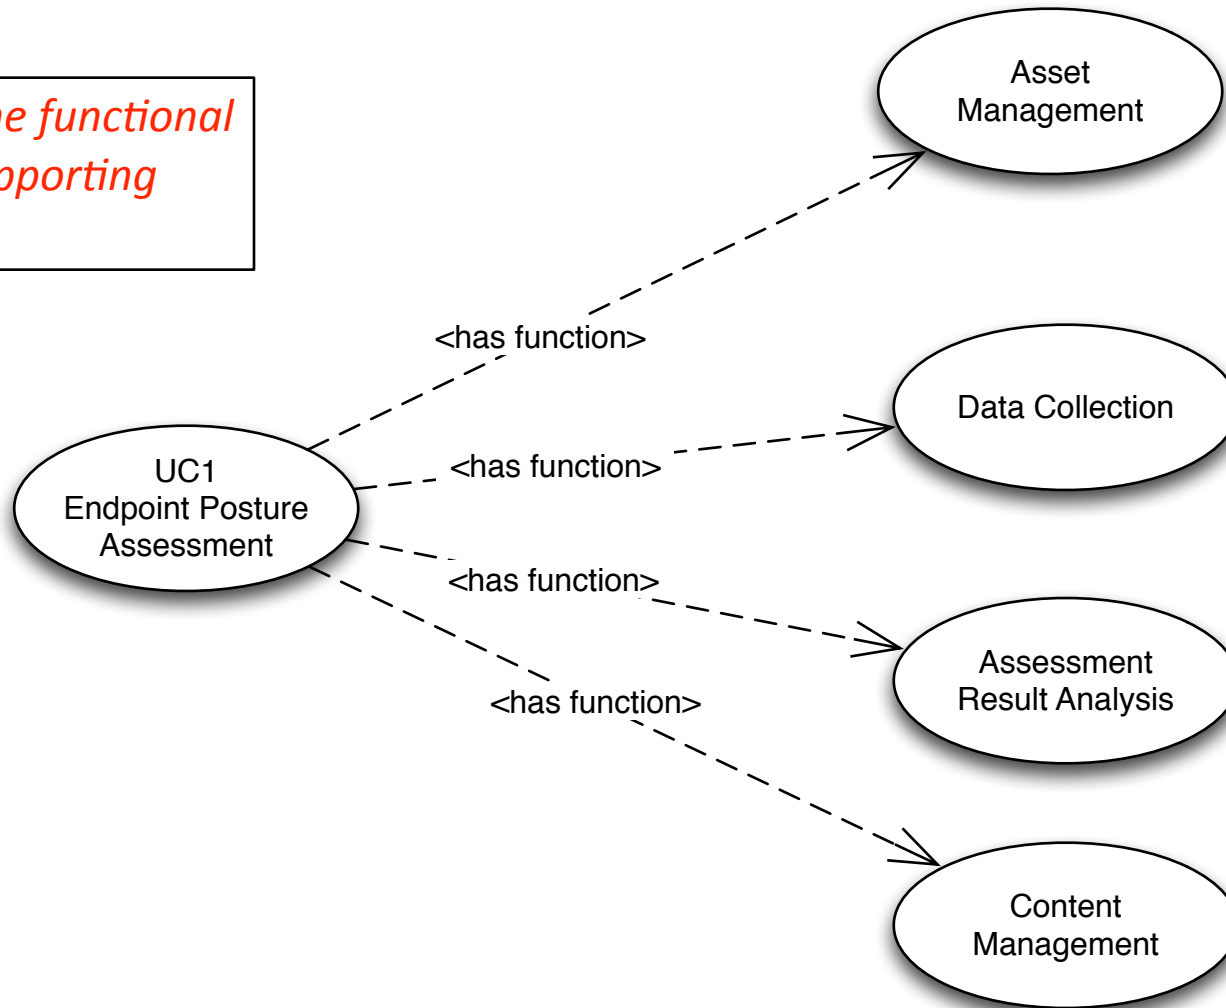 Asset
Management
functional
<has function>
Data Collection
<has function>
UC1
Endpoint Posture
Assessment
<has function>
Assessment
Result Analysis
<has function>
Content
Management